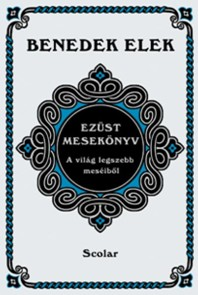 BENEDEK ELEK
EZÜST
MESEKÖNYV
A világ legszebb
meséiből
Scolar